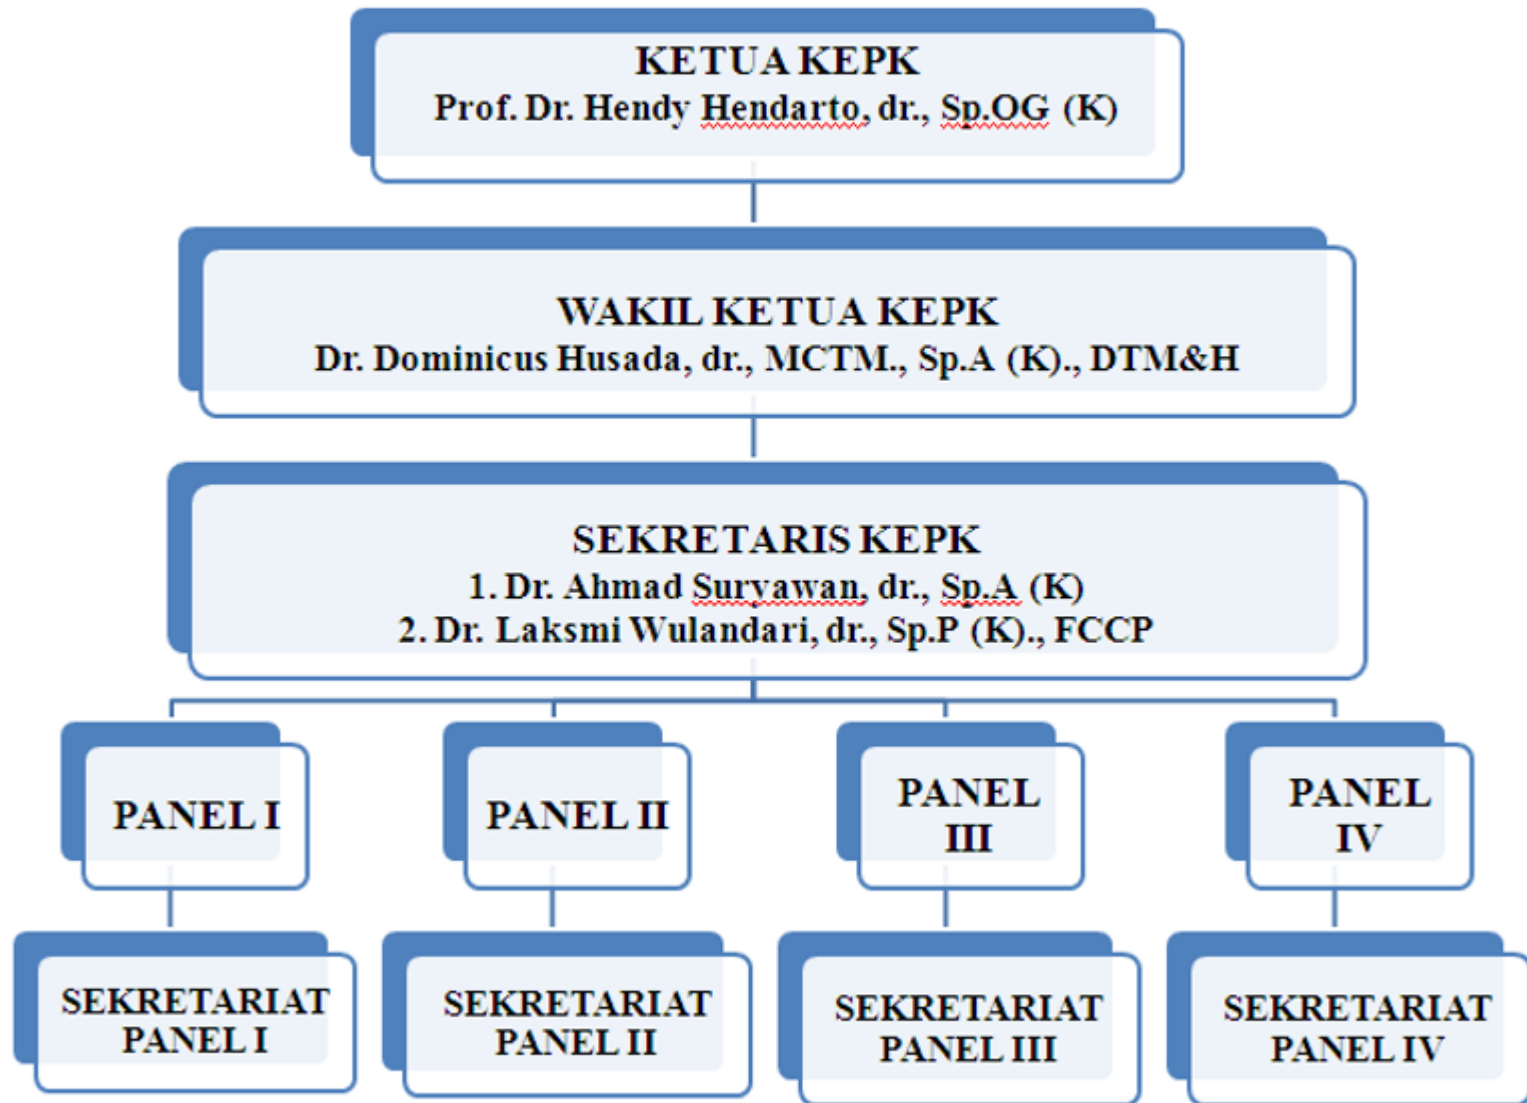 KETUA KEPK
Prof. Dr. Hendy Hendarto, dr., Sp.OG (K)
WAKIL KETUA KEPK
Dr. Dominicus Husada, dr., MCTM., Sp.A (K)., DTM&H
SEKRETARIS KEPK
1. Dr. Ahmad Suryawan, dr., Sp.A (K)
2. Dr. Laksmi Wulandari, dr., Sp.P (K)., FCCP
PANEL I
PANEL II
PANEL
III
PANEL
IV
SEKRETARIAT
PANEL I
SEKRETARIAT
PANEL II
SEKRETARIAT
PANEL III
SEKRETARIAT
PANEL IV